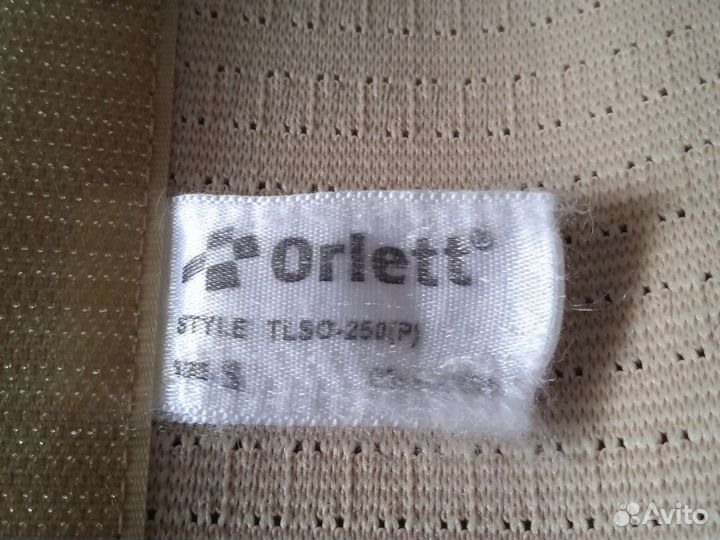 Orlett®
STYLE TLSO-250(P)
SIZE S
Avito